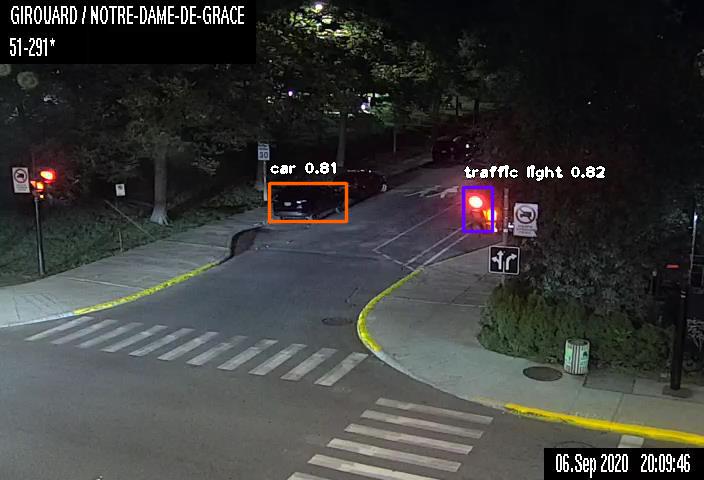 GIROUARD / NOTRE-DAME-DE-GRACE
51-291*
car 0.81
traffic light 0.82
06.Sep 2020 20:09:46